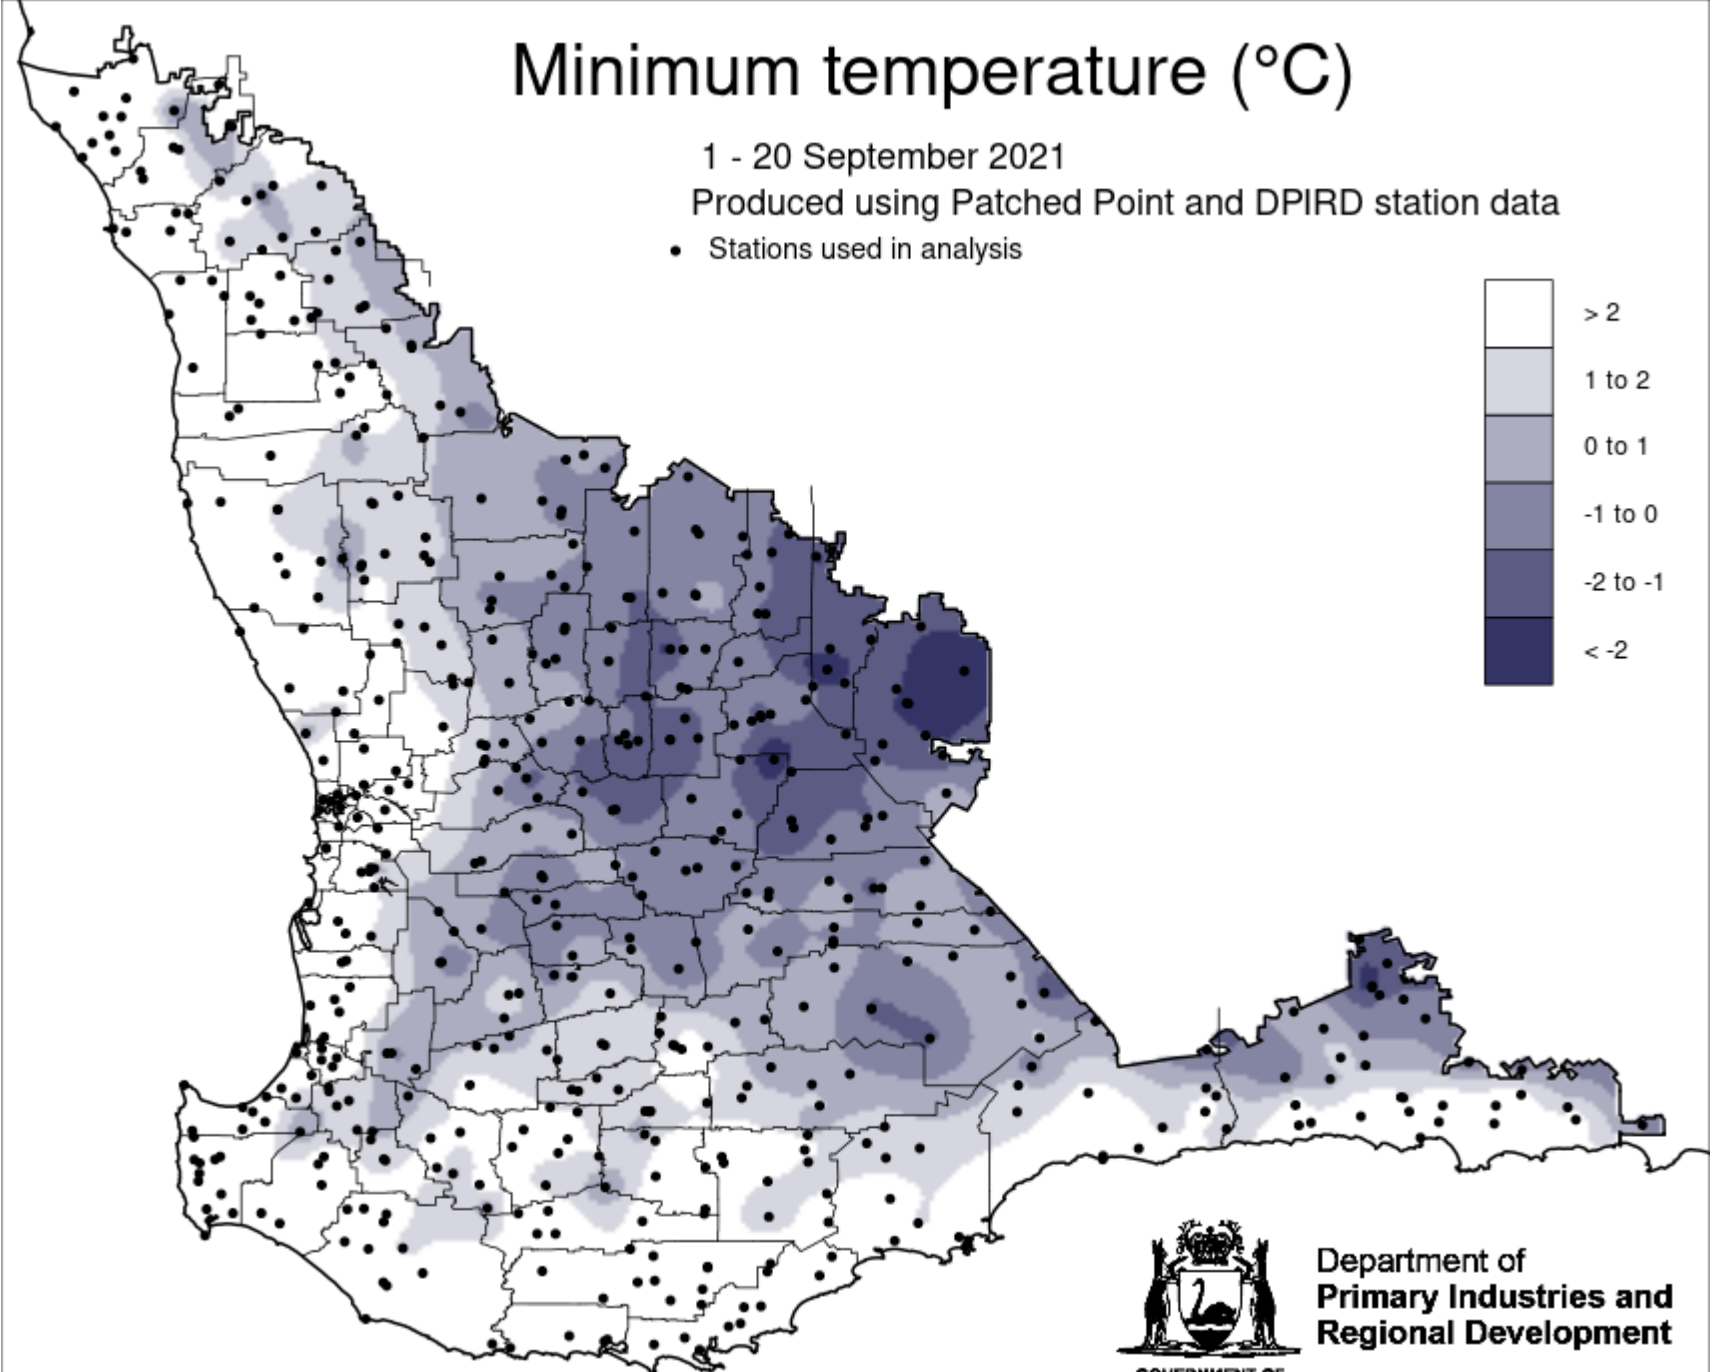 Minimum temperature (°C)
1 - 20 September 2021
Produced using Patched Point and DPIRD station data
Stations used in analysis
> 2
1 to 2
0 to 1
-1 to 0
-2 to -1
< -2
Department of
Primary Industries and
Regional Development
GOVERNMENT OF